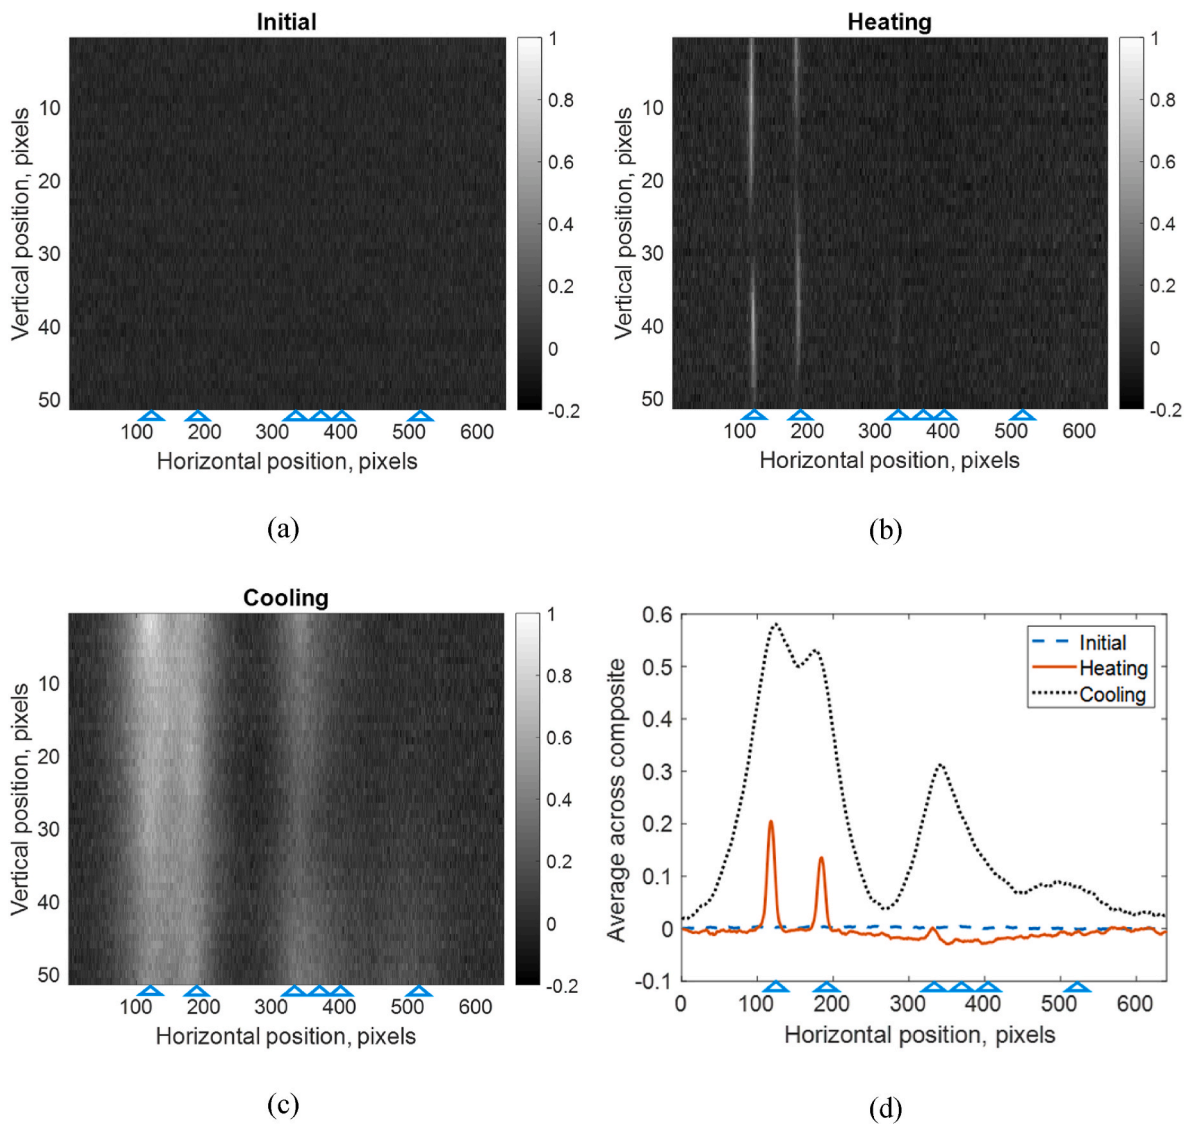 Initial
Vertical position, pixels
10
20
30
40
50
100 200 300 400 500 600
Horizontal position, pixels
1
0.8
0.6
0.4
0.2
0
-0.2
(a)
Heating
Vertical position, pixels
10
20
30
40
50
100 200 300 400 500 600
Horizontal position, pixels
1
0.8
0.6
0.4
0.2
0
-0.2
(b)
Cooling
Vertical position, pixels
10
20
30
40
50
100 200 300 400 500 600
Horizontal position, pixels
1
0.8
0.6
0.4
0.2
0
-0.2
(c)
Average across composite
0.6
0.5
0.4
0.3
0.2
0.1
0
-0.1
Initial
Heating
Cooling
0 100 200 300 400 500 600
Horizontal position, pixels
(d)